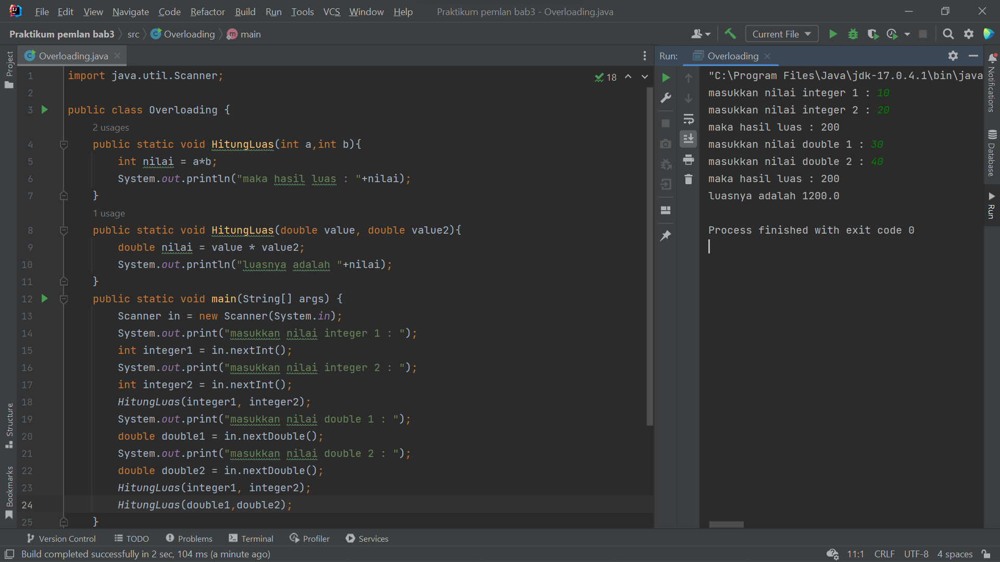 File Edit View Navigate Code Refactor Build Run Tools VCS Window Help Praktikum pemlan bab3 - Overloading.java
Praktikum pemlan bab3 src Overloading main Current File
Project
Structure
Bookmarks
Overloading.java
18
1 import java.util.Scanner;
2
3 public class Overloading {
2 usages
4 public static void HitungLuas(int a,int b){
5 int nilai = a*b;
6 System.out.println("maka hasil luas : "+nilai);
7 }
1 usage
8 public static void HitungLuas(double value, double value2){
9 double nilai = value * value2;
10 System.out.println("luasnya adalah "+nilai);
11 }
12 public static void main(String[] args) {
13 Scanner in = new Scanner(System.in);
14 System.out.print("masukkan nilai integer 1 : ");
15 int integer1 = in.nextInt();
16 System.out.print("masukkan nilai integer 2 : ");
17 int integer2 = in.nextInt();
18 HitungLuas(integer1, integer2);
19 System.out.print("masukkan nilai double 1 : ");
20 double double1 = in.nextDouble();
21 System.out.print("masukkan nilai double 2 : ");
22 double double2 = in.nextDouble();
23 HitungLuas(integer1, integer2);
24 HitungLuas(double1,double2);
25 }
Run: Overloading
"C:\Program Files\Java\jdk-17.0.4.1\bin\java
masukkan nilai integer 1 : 10
masukkan nilai integer 2 : 20
maka hasil luas : 200
masukkan nilai double 1 : 30
masukkan nilai double 2 : 40
maka hasil luas : 200
luasnya adalah 1200.0
Process finished with exit code 0
Notifications
Database
Run
Version Control TODO Problems Terminal Profiler Services
Build completed successfully in 2 sec, 104 ms (a minute ago) 11:1 CRLF UTF-8 4 spaces